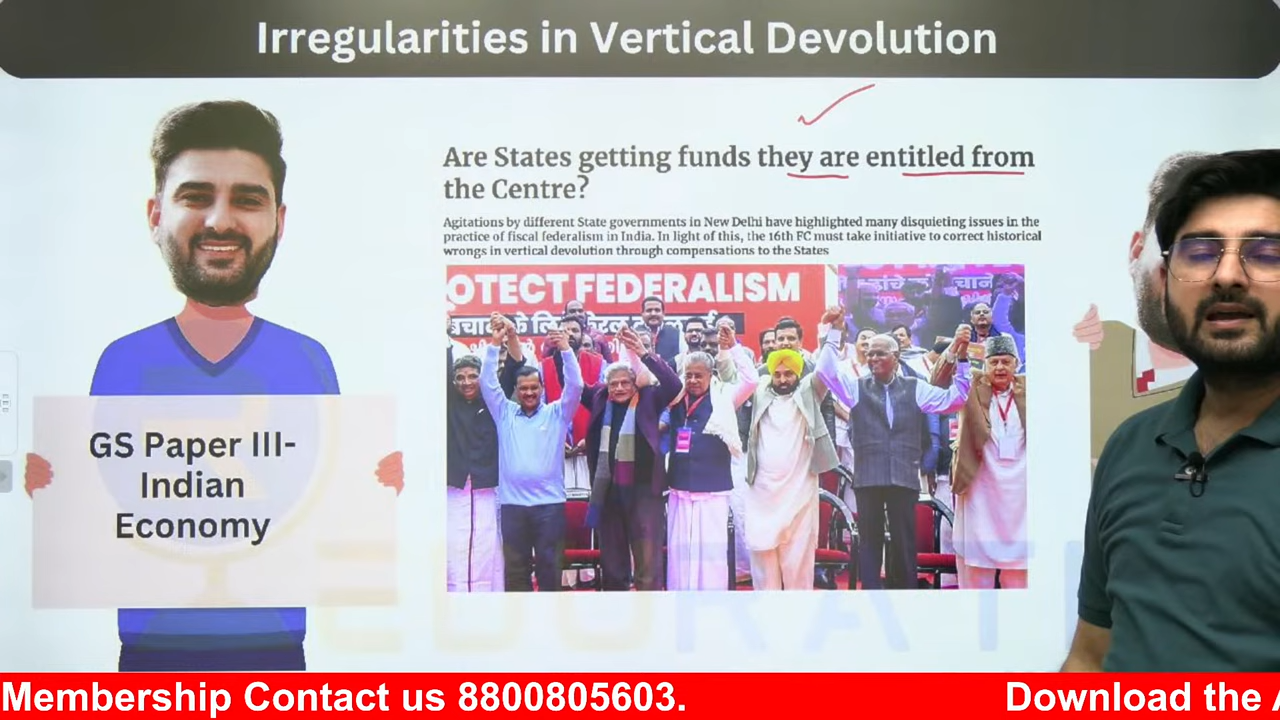 Irregularities in Vertical Devolution
Are States getting funds they are entitled from
the Centre?
Agitations by different State governments in New Delhi have highlighted many disquieting issues in the
practice of fiscal federalism in India. In light of this, the 16th FC must take initiative to correct historical
wrongs in vertical devolution through compensations to the States
OTECT FEDERALISM
GS Paper III-
Indian
Economy
Membership Contact us 8800805603.
Download the